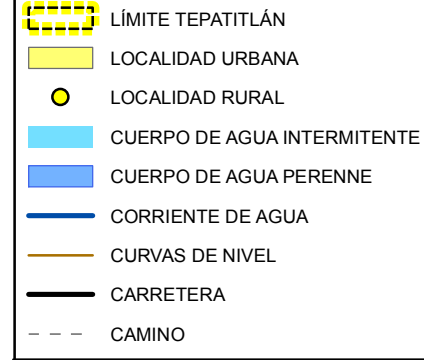 LÍMITE TEPATITLÁN
LOCALIDAD URBANA
LOCALIDAD RURAL
CUERPO DE AGUA INTERMITENTE
CUERPO DE AGUA PERENNE
CORRIENTE DE AGUA
CURVAS DE NIVEL
CARRETERA
CAMINO